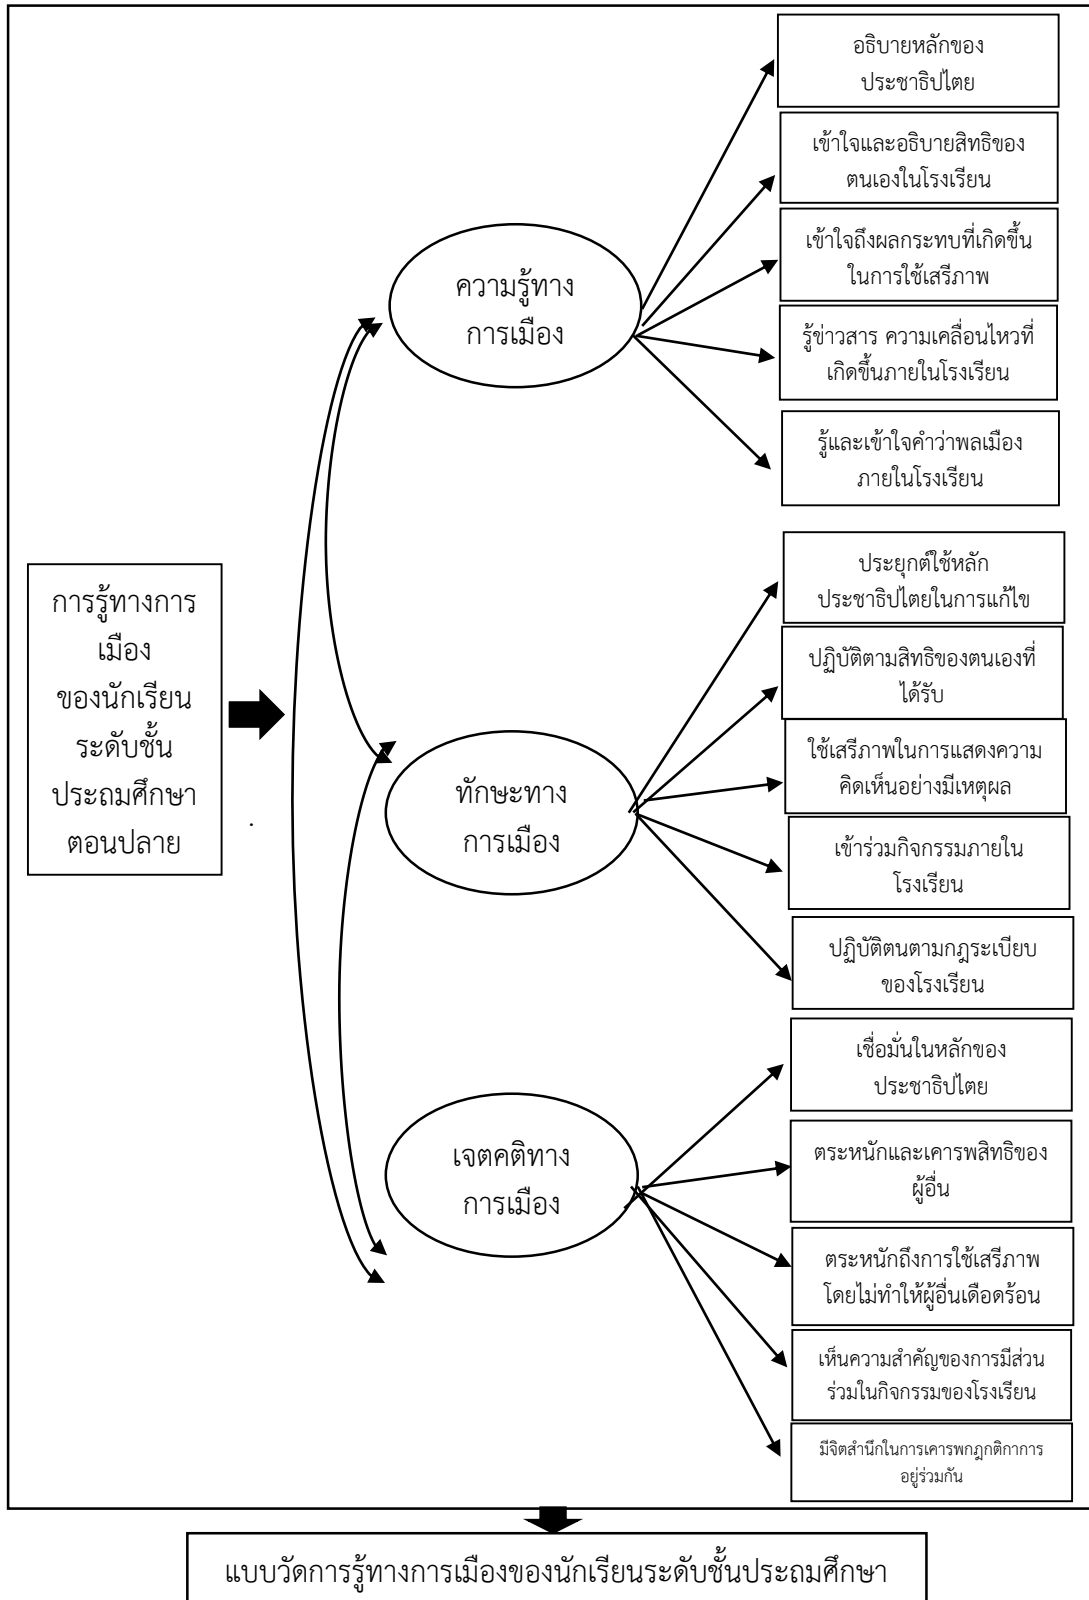 อธิบายหลักของ
ประชาธิปไตย
เข้าใจและอธิบายสิทธิของ
ตนเองในโรงเรียน
เข้าใจถึงผลกระทบที่เกิดขึ้น
ในการใช้เสรีภาพ
ความรู้ทาง
การเมือง
รู้ข่าวสาร ความเคลื่อนไหวที่
เกิดขึ้นภายในโรงเรียน
รู้และเข้าใจคำว่าพลเมือง
ภายในโรงเรียน
การรู้ทางการ
เมือง
ของนักเรียน
ระดับชั้น
ประถมศึกษา
ตอนปลาย
.
ประยุกต์ใช้หลัก
ประชาธิปไตยในการแก้ไข
ปฏิบัติตามสิทธิของตนเองที่
ได้รับ
ใช้เสรีภาพในการแสดงความ
คิดเห็นอย่างมีเหตุผล
ทักษะทาง
การเมือง
เข้าร่วมกิจกรรมภายใน
โรงเรียน
ปฏิบัติตนตามกฎระเบียบ
ของโรงเรียน
เชื่อมั่นในหลักของ
ประชาธิปไตย
เจตคติทาง
การเมือง
ตระหนักและเคารพสิทธิของ
ผู้อื่น
ตระหนักถึงการใช้เสรีภาพ
โดยไม่ทำให้ผู้อื่นเดือดร้อน
เห็นความสำคัญของการมีส่วน
ร่วมในกิจกรรมของโรงเรียน
มีจิตสำนึกในการเคารพกฎกติกาการ
อยู่ร่วมกัน
แบบวัดการรู้ทางการเมืองของนักเรียนระดับชั้นประถมศึกษา